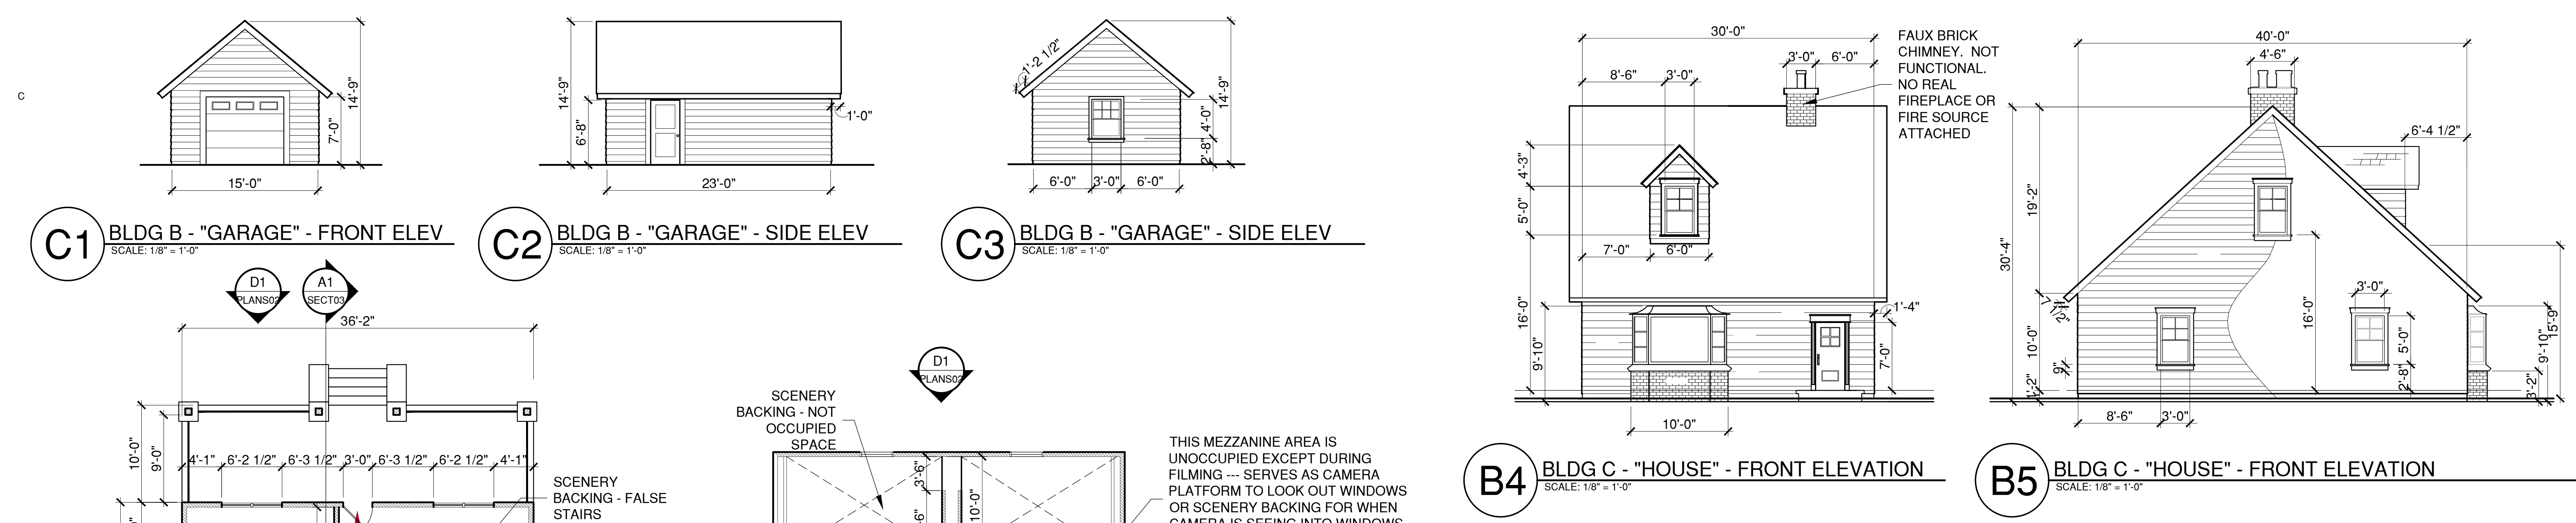 C
14'-9"
7'-0"
15'-0"
C1
BLDG B - "GARAGE" - FRONT ELEV
SCALE: 1/8" = 1'-0"
14'-9"
6'-8"
1'-0"
23'-0"
C2
BLDG B - "GARAGE" - SIDE ELEV
SCALE: 1/8" = 1'-0"
1'-2 1/2"
14'-9"
4'-0"
2'-8"
6'-0"
3'-0"
6'-0"
C3
BLDG B - "GARAGE" - SIDE ELEV
SCALE: 1/8" = 1'-0"
30'-0"
3'-0"
6'-0"
8'-6"
3'-0"
FAUX BRICK
CHIMNEY. NOT
FUNCTIONAL.
NO REAL
FIREPLACE OR
FIRE SOURCE
ATTACHED
4'-3"
5'-0"
7'-0"
6'-0"
16'-0"
9'-10"
1'-4"
7'-0"
10'-0"
B4
BLDG C - "HOUSE" - FRONT ELEVATION
SCALE: 1/8" = 1'-0"
40'-0"
4'-6"
6'-4 1/2"
19'-2"
30'-4"
7 1/2"
10'-0"
9"
1'-2"
3'-0"
16'-0"
5'-0"
2'-8"
15'-9"
9'-10"
3'-2"
8'-6"
3'-0"
B5
BLDG C - "HOUSE" - FRONT ELEVATION
SCALE: 1/8" = 1'-0"
D1
PLANS02
A1
SECT03
36'-2"
10'-0"
9'-0"
4'-1"
6'-2 1/2"
6'-3 1/2"
3'-0"
6'-3 1/2"
6'-2 1/2"
4'-1"
SCENERY
BACKING - FALSE
STAIRS
SCENERY
BACKING - NOT
OCCUPIED
SPACE
D1
PLANS02
3'-6"
10'-0"
THIS MEZZANINE AREA IS
UNOCCUPIED EXCEPT DURING
FILMING --- SERVES AS CAMERA
PLATFORM TO LOOK OUT WINDOWS
OR SCENERY BACKING FOR WHEN
CAMERA IS SEEING INTO WINDOWS